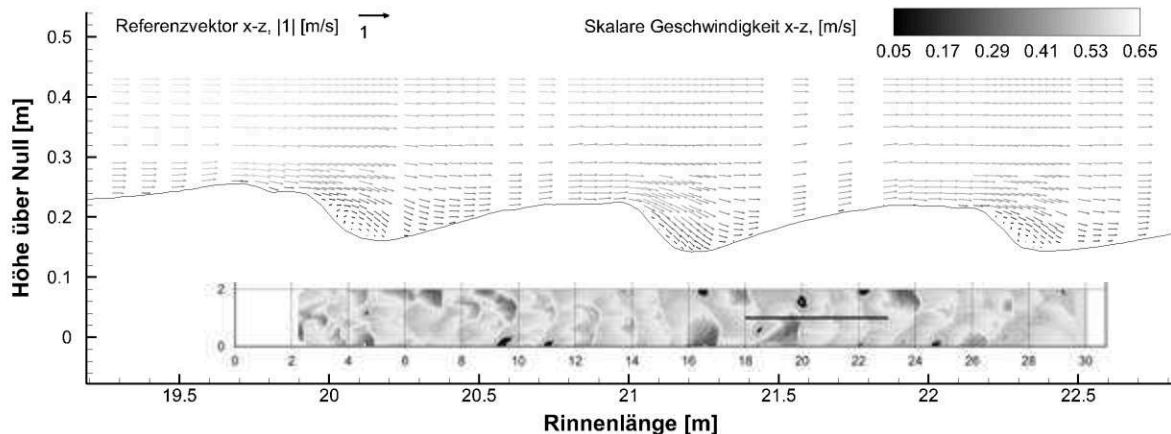 Referenzvektor x-z, |1| [m/s]
1
Skalare Geschwindigkeit x-z, [m/s]
0.05 0.17 0.29 0.41 0.53 0.65
Höhe über Null [m]
0.5
0.4
0.3
0.2
0.1
0
2
0
0 2 4 6 8 10 12 14 16 18 20 22 24 26 28 30
19.5 20 20.5 21 21.5 22 22.5
Rinnenlänge [m]